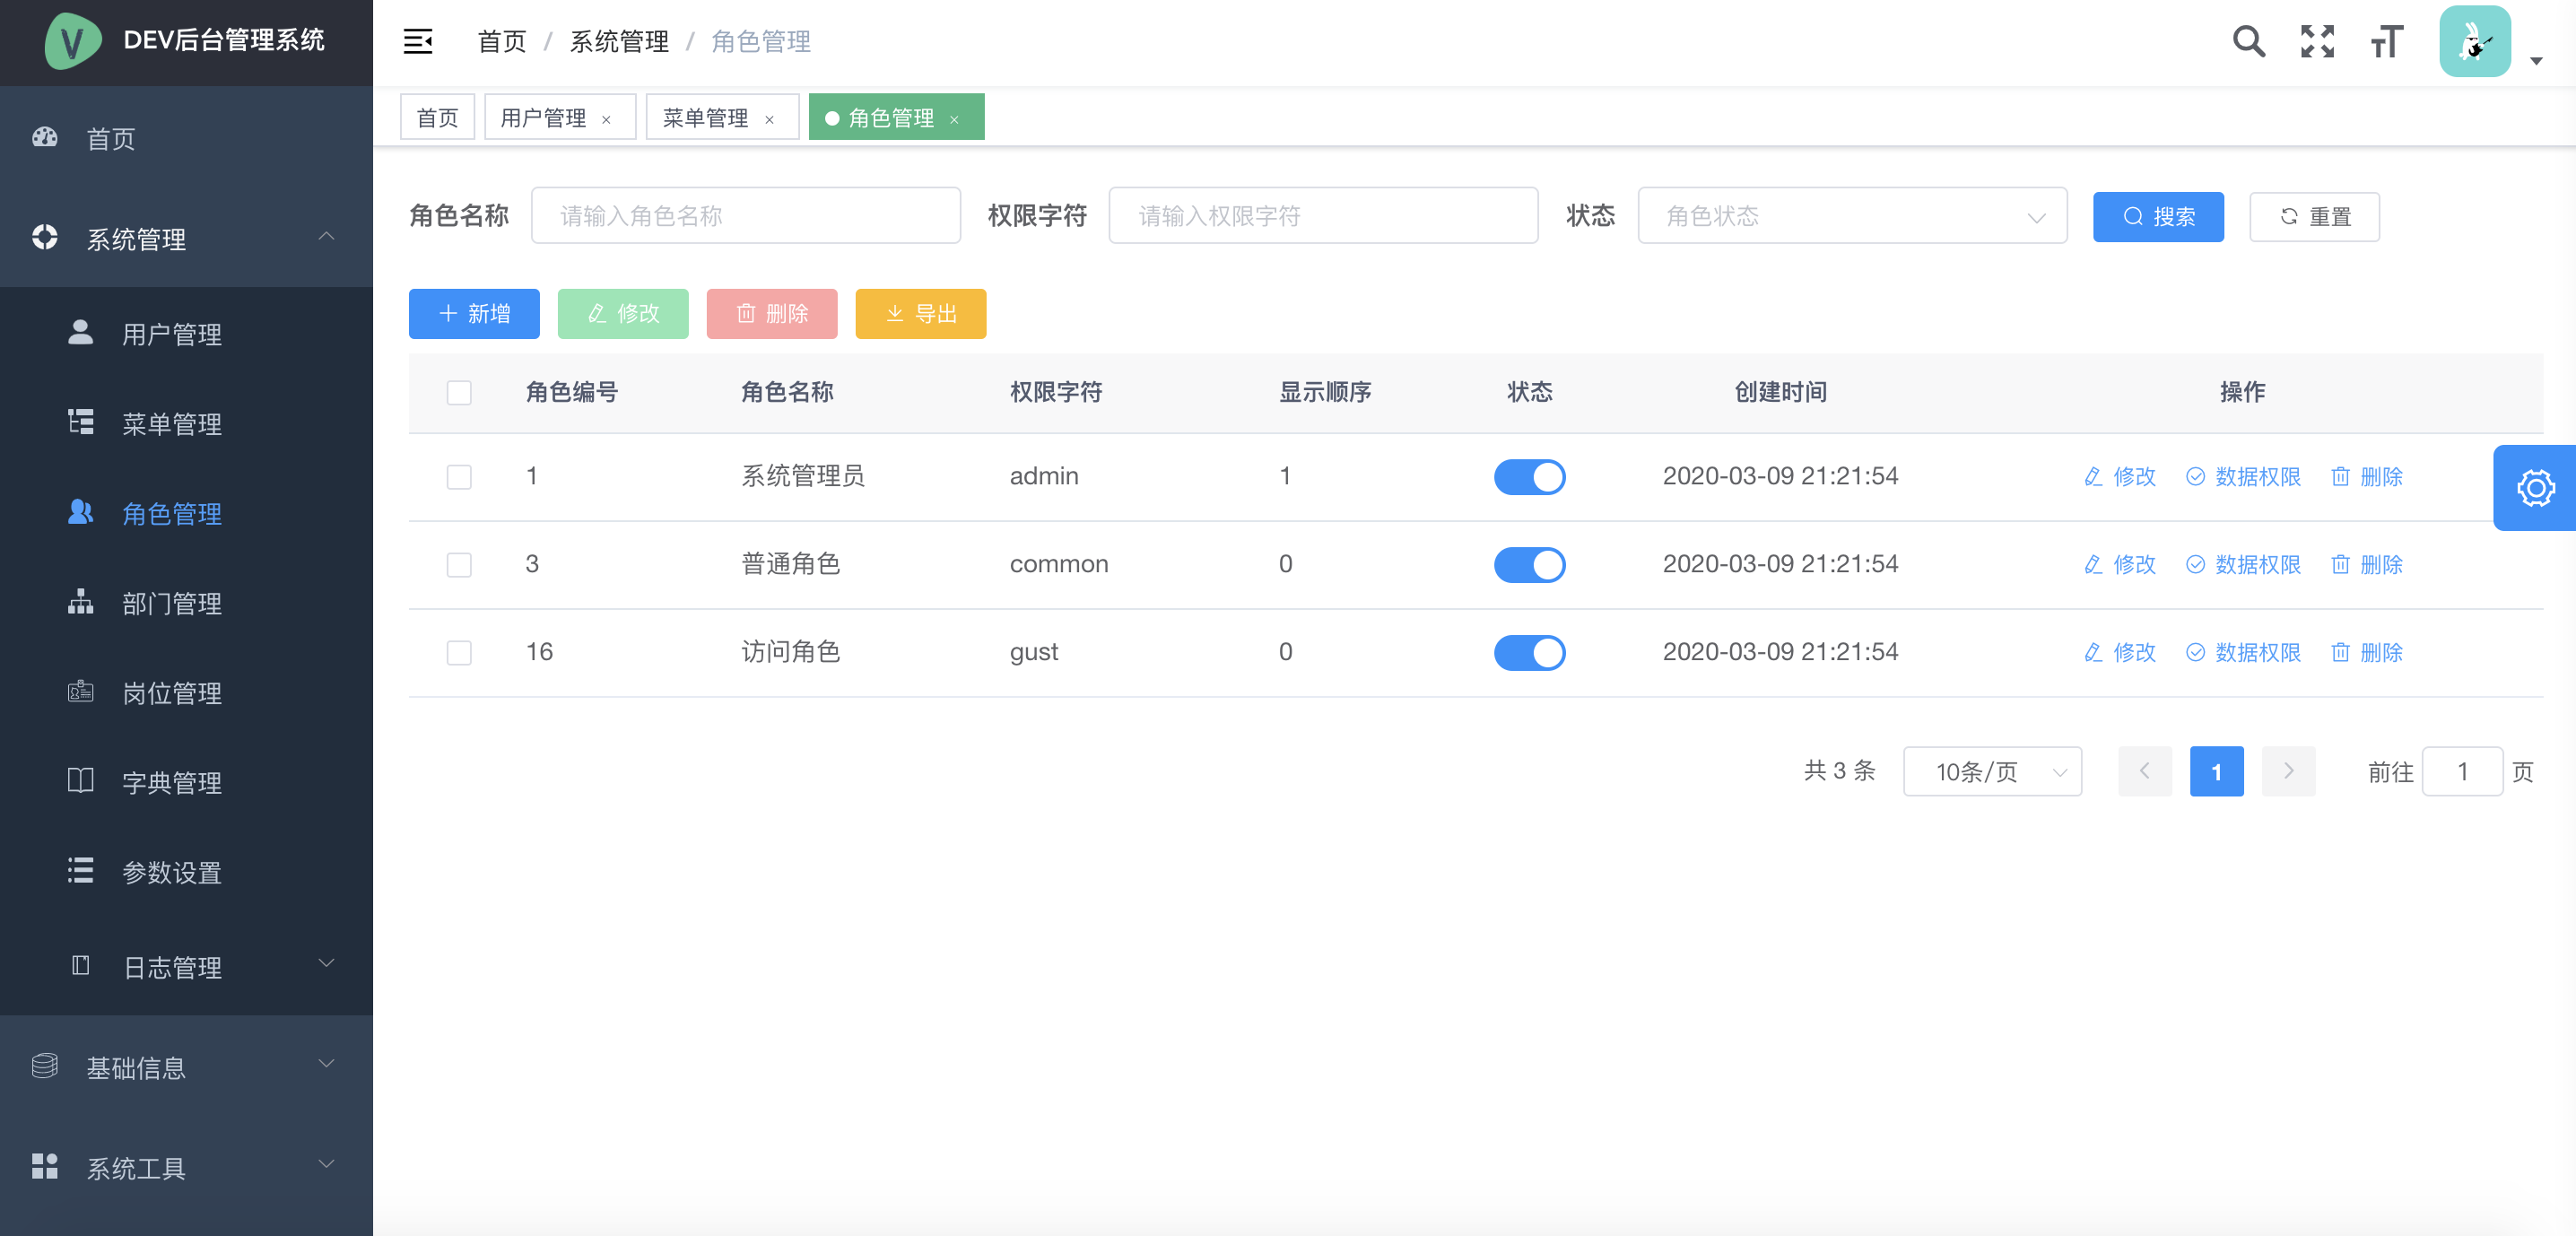 DEV后台管理系统
首页
系统管理
用户管理
菜单管理
角色管理
部门管理
岗位管理
字典管理
参数设置
日志管理
基础信息
系统工具
首页 / 系统管理 / 角色管理
首页 用户管理 × 菜单管理 × 角色管理 ×
角色名称 请输入角色名称 权限字符 请输入权限字符 状态 角色状态 搜索 重置
新增 修改 删除 导出
角色编号 角色名称 权限字符 显示顺序 状态 创建时间 操作
1 系统管理员 admin 1 2020-03-09 21:21:54 修改 数据权限 删除
3 普通角色 common 0 2020-03-09 21:21:54 修改 数据权限 删除
16 访问角色 gust 0 2020-03-09 21:21:54 修改 数据权限 删除
共 3 条 10条/页 1 前往 1 页